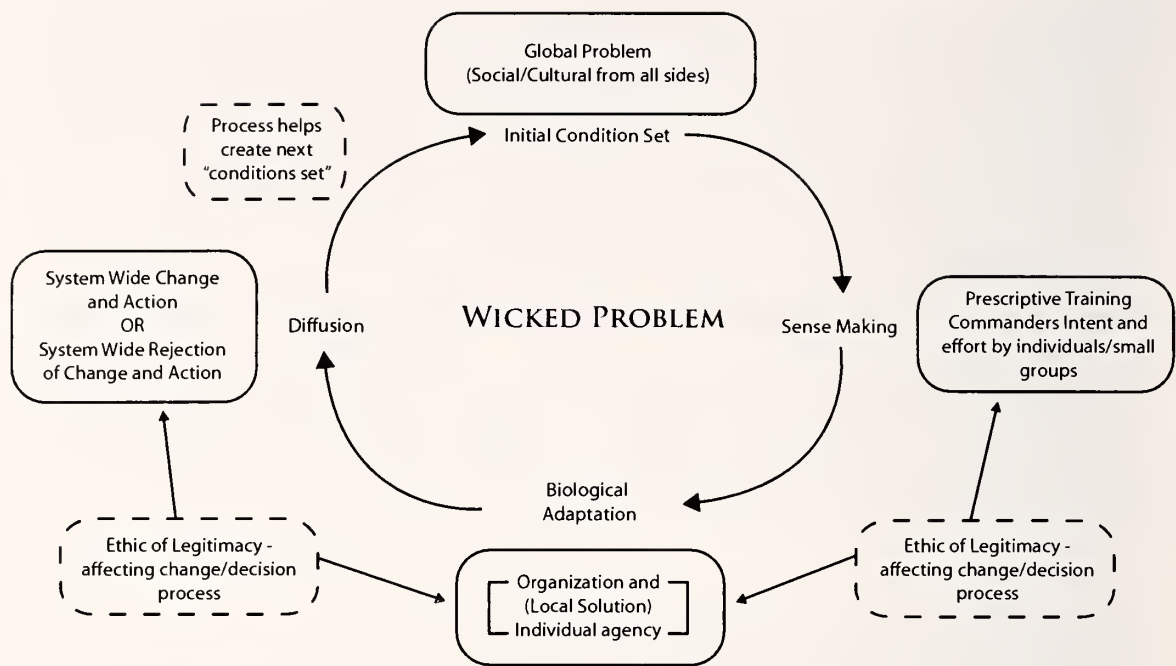 Global Problem
(Social/Cultural from all sides)
Initial Condition Set
Process helps
create next
"conditions set"
System Wide Change
and Action
OR
System Wide Rejection
of Change and Action
Diffusion
WICKED PROBLEM
Sense Making
Prescriptive Training
Commanders Intent and
effort by individuals/small
groups
Biological
Adaptation
Ethic of Legitimacy -
affecting change/decision
process
Organization and
(Local Solution)
Individual agency
Ethic of Legitimacy -
affecting change/decision
process